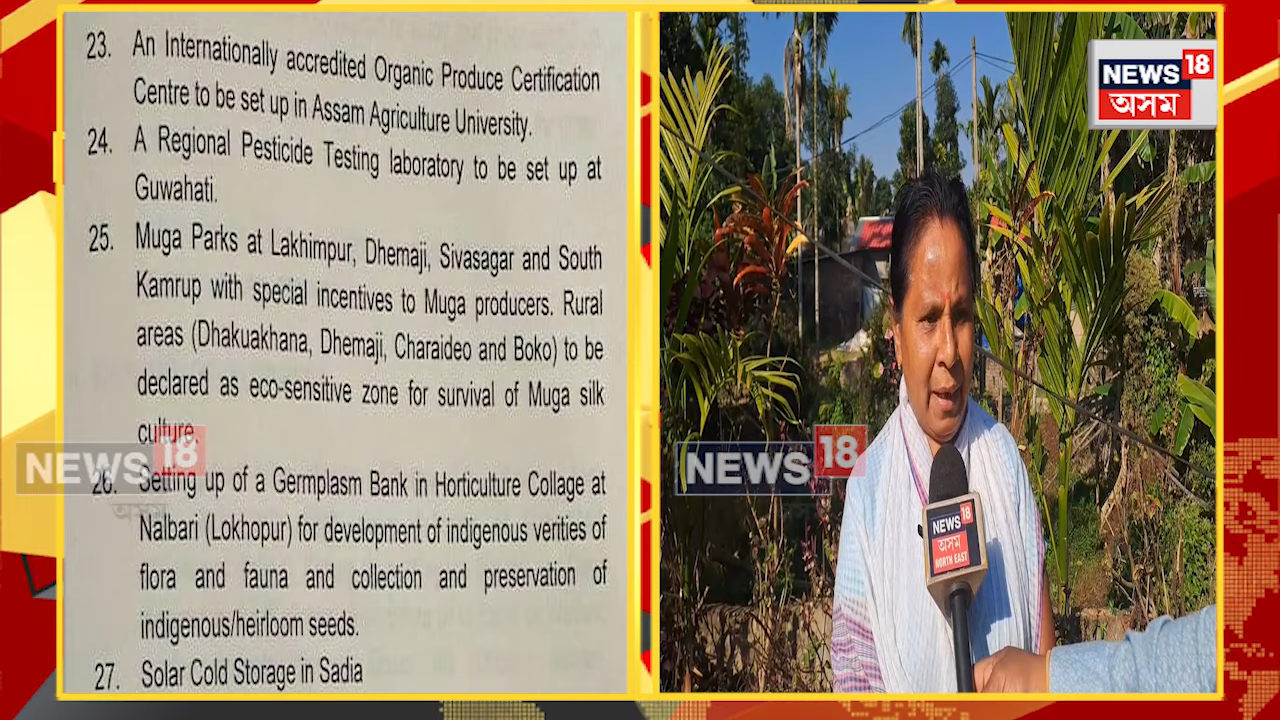 23. An Internationally accredited Organic Produce Certification
Centre to be set up in Assam Agriculture University.
24. A Regional Pesticide Testing laboratory to be set up at
Guwahati.
25. Muga Parks at Lakhimpur, Dhemaji, Sivasagar and South
Kamrup with special incentives to Muga producers. Rural
areas (Dhakuakhana, Dhemaji, Charaideo and Boko) to be
declared as eco-sensitive zone for survival of Muga silk
culture.
26. Setting up of a Germplasm Bank in Horticulture Collage at
Nalbari (Lokhopur) for development of indigenous verities of
flora and fauna and collection and preservation of
indigenous/heirloom seeds.
27. Solar Cold Storage in Sadia
NEWS 18
অসম
NEWS 18
অসম
NEWS 18
NEWS 18
অসম
NORTH EAST